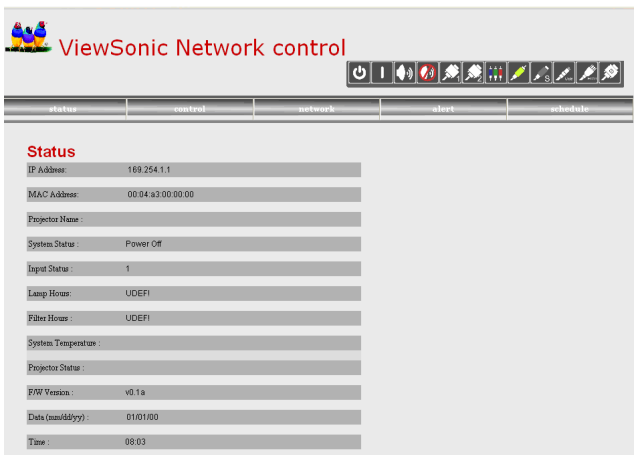 ViewSonic Network control
1 2 S
status control network alert schedule
Status
IP Address: 169.254.1.1
MAC Address: 00:04:a3:00:00:00
Projector Name :
System Status : Power Off
Input Status : 1
Lamp Hours: UDEF!
Filter Hours : UDEF!
System Temperature :
Projector Status :
F/W Version : v0.1a
Data (mm/dd/yy) : 01/01/00
Time : 08:03